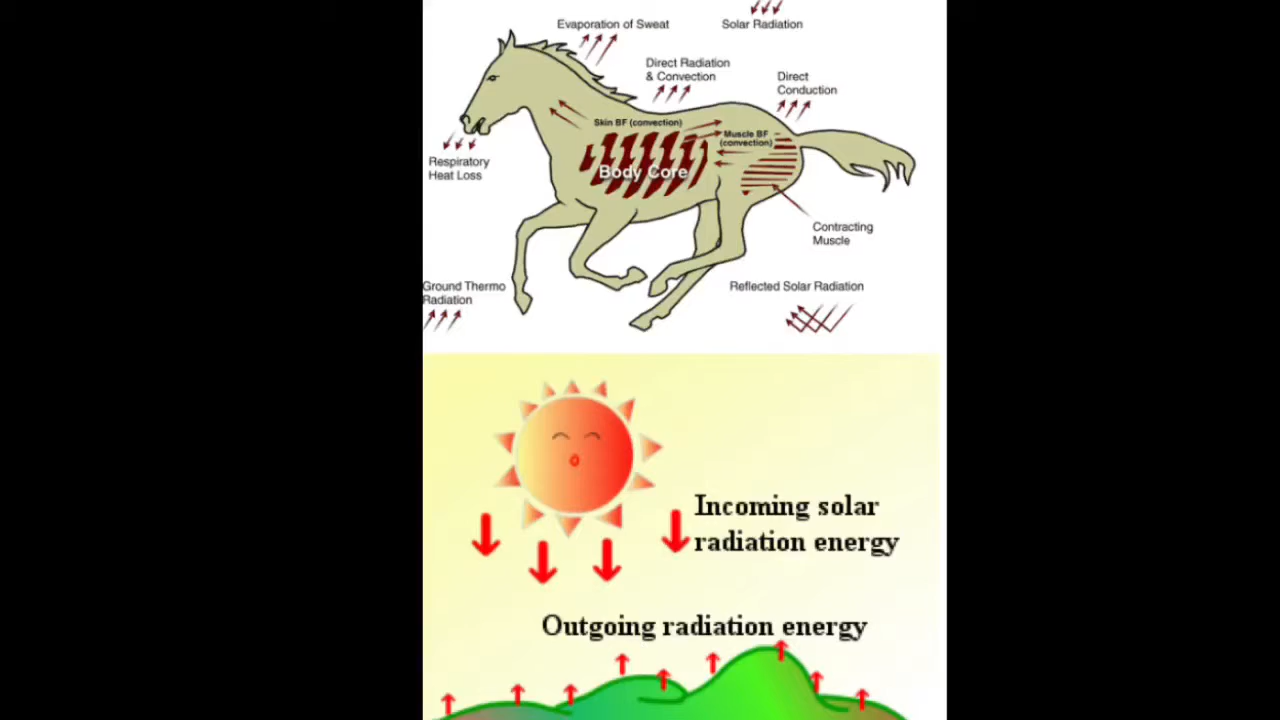 Evaporation of Sweat
Solar Radiation
Direct Radiation
& Convection
Direct
Conduction
Skin BF (convection)
Muscle BF
(convection)
Respiratory
Heat Loss
Body Core
Contracting
Muscle
Ground Thermo
Radiation
Reflected Solar Radiation
Incoming solar
radiation energy
Outgoing radiation energy